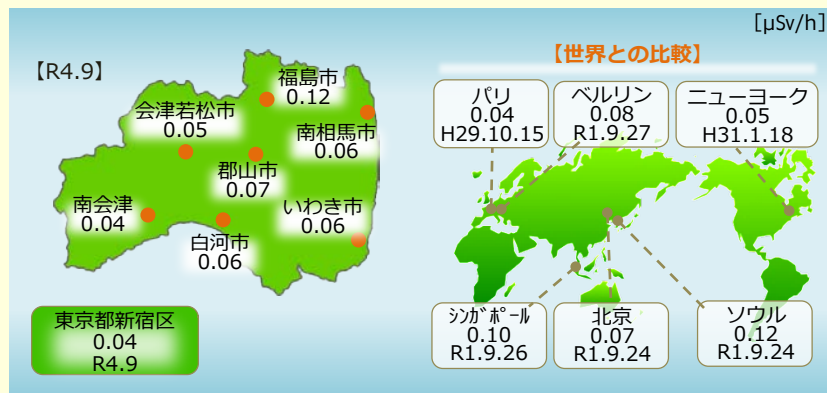 [μSv/h]
【R4.9】
福島市
0.12
会津若松市
0.05
南相馬市
0.06
郡山市
0.07
南会津
0.04
いわき市
0.06
白河市
0.06
東京都新宿区
0.04
R4.9
【世界との比較】
パリ
0.04
H29.10.15
ベルリン
0.08
R1.9.27
ニューヨーク
0.05
H31.1.18
ｼﾝｶﾞﾎﾟｰﾙ
0.10
R1.9.26
北京
0.07
R1.9.24
ソウル
0.12
R1.9.24